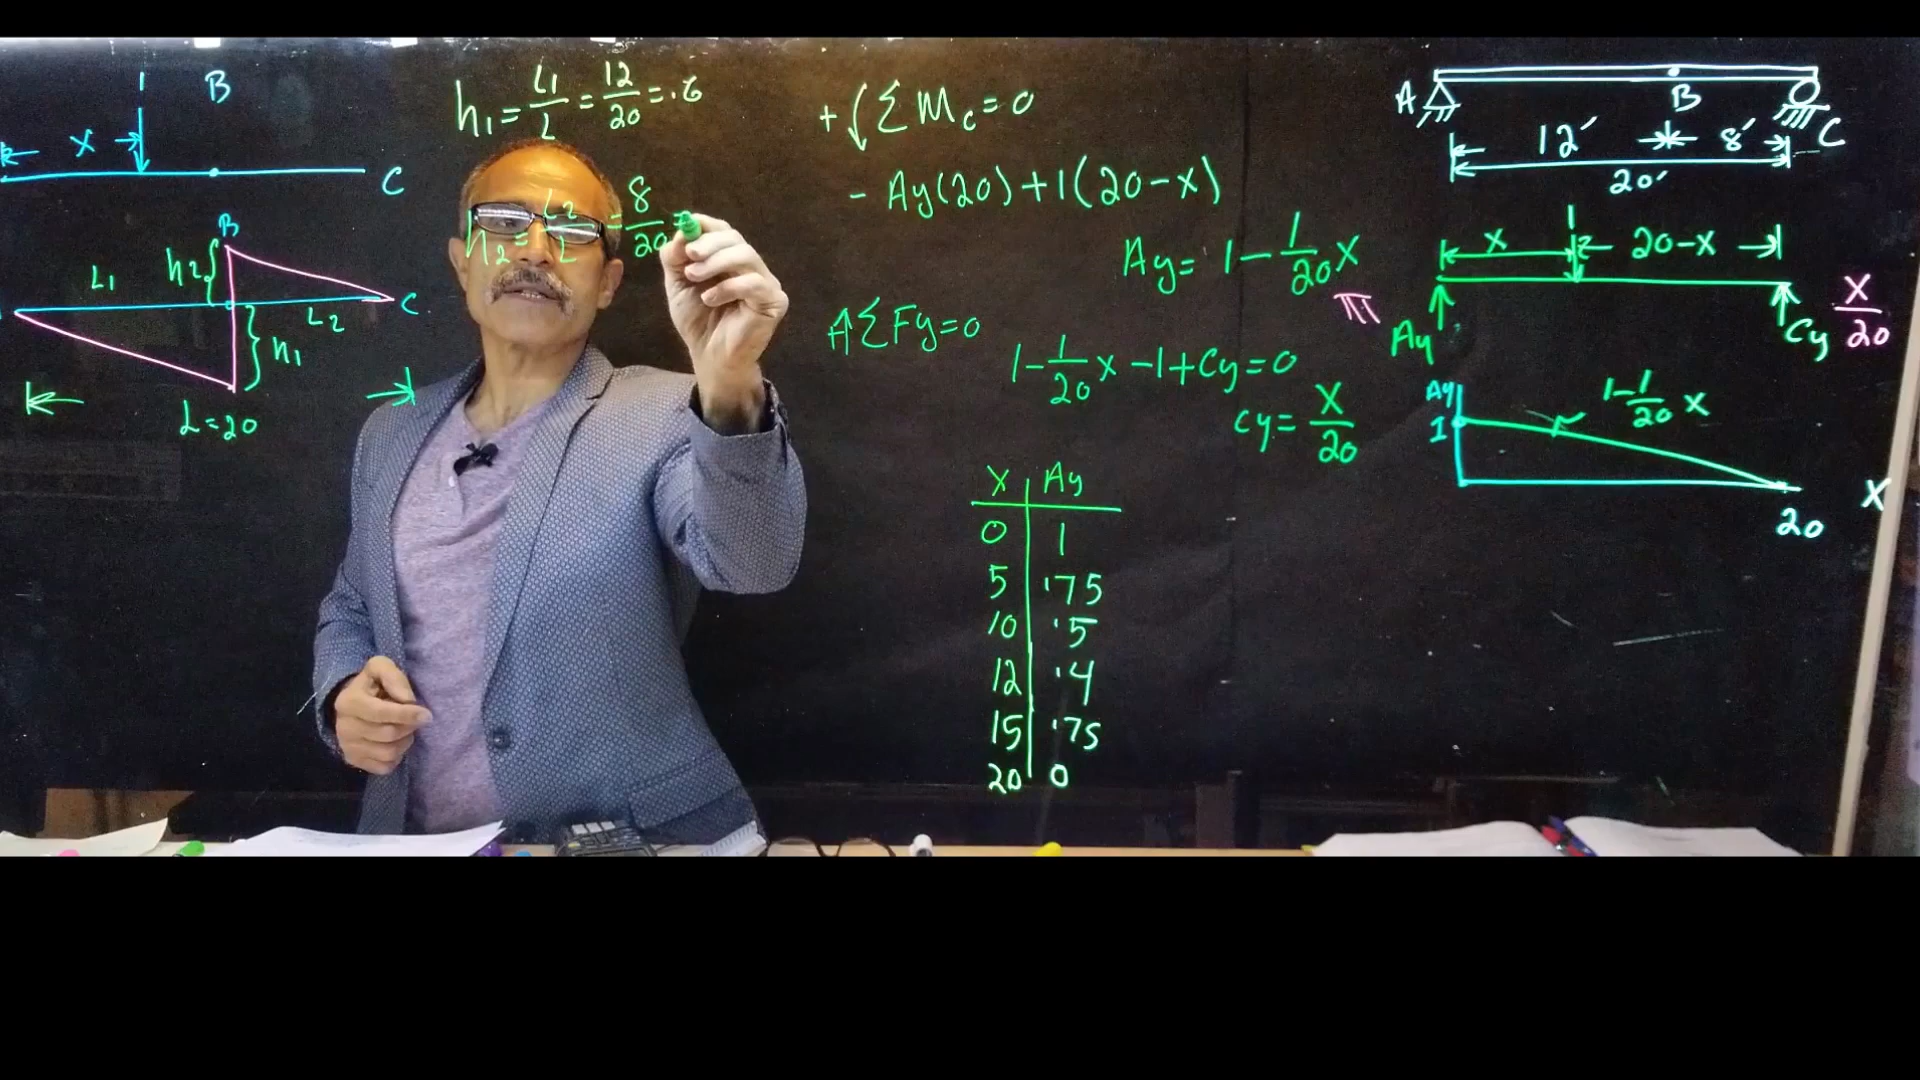 B
X
C
B
h2
L1
L2
C
h1
L=20
h1 = L1/L = 12/20 = .6
h2 = L2/L = 8/20 =
+ ΣMc=0
- Ay(20)+1(20-x)
Ay= 1-1/20x
ΣFy=0
1-1/20x -1+Cy=0
Cy= X/20
X Ay
0 1
5 .75
10 .5
12 .4
15 .75
20 0
A
B
C
12' 8'
20'
1
x 20-x
Ay
Cy
X/20
Ay
1
1-1/20 x
X
20